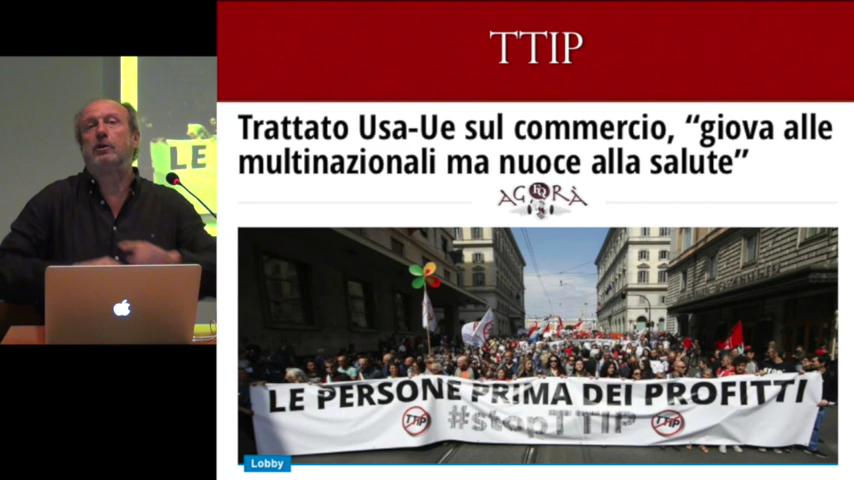 TTIP
Trattato Usa-Ue sul commercio, “giova alle
multinazionali ma nuoce alla salute”
AGORÀ
LE
LE PERSONE PRIMA DEI PROFITTI
TTIP #stopTTIP TTIP
Lobby